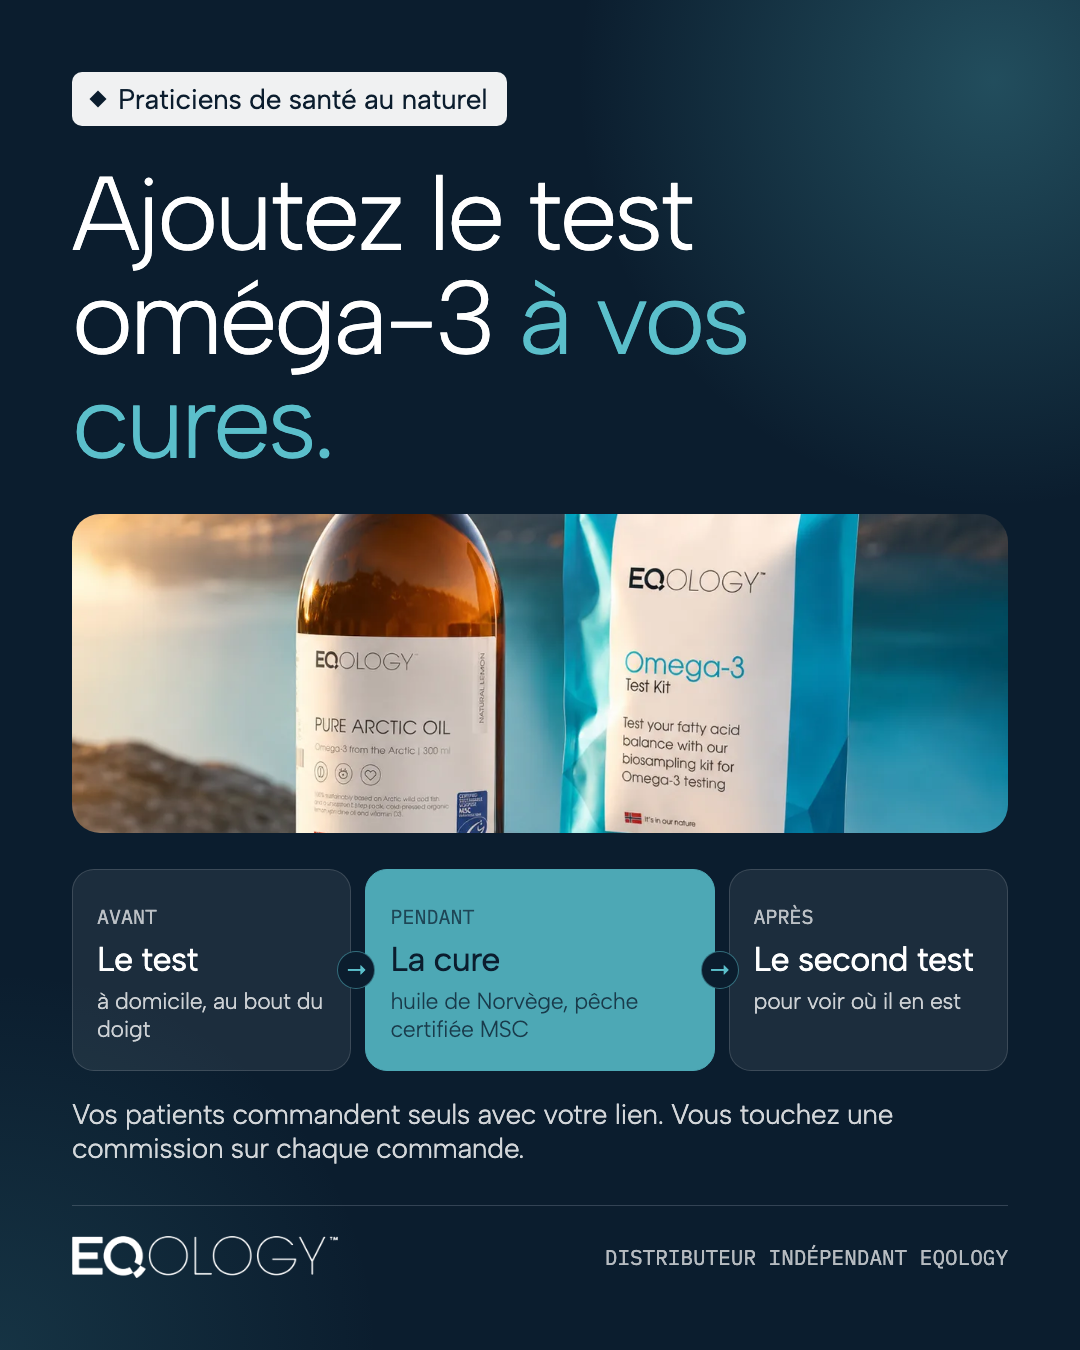 Praticiens de santé au naturel
Ajoutez le test
oméga-3 à vos
cures.
EQOLOGY™
PURE ARCTIC OIL
Omega-3 from the Arctic | 300 ml
NATURAL LEMON
MSC
EQOLOGY™
Omega-3
Test Kit
Test your fatty acid
balance with our
biosampling kit for
Omega-3 testing
It's in our nature
AVANT
Le test
à domicile, au bout du
doigt
→
PENDANT
La cure
huile de Norvège, pêche
certifiée MSC
→
APRÈS
Le second test
pour voir où il en est
Vos patients commandent seuls avec votre lien. Vous touchez une
commission sur chaque commande.
EQOLOGY™
DISTRIBUTEUR INDÉPENDANT EQOLOGY